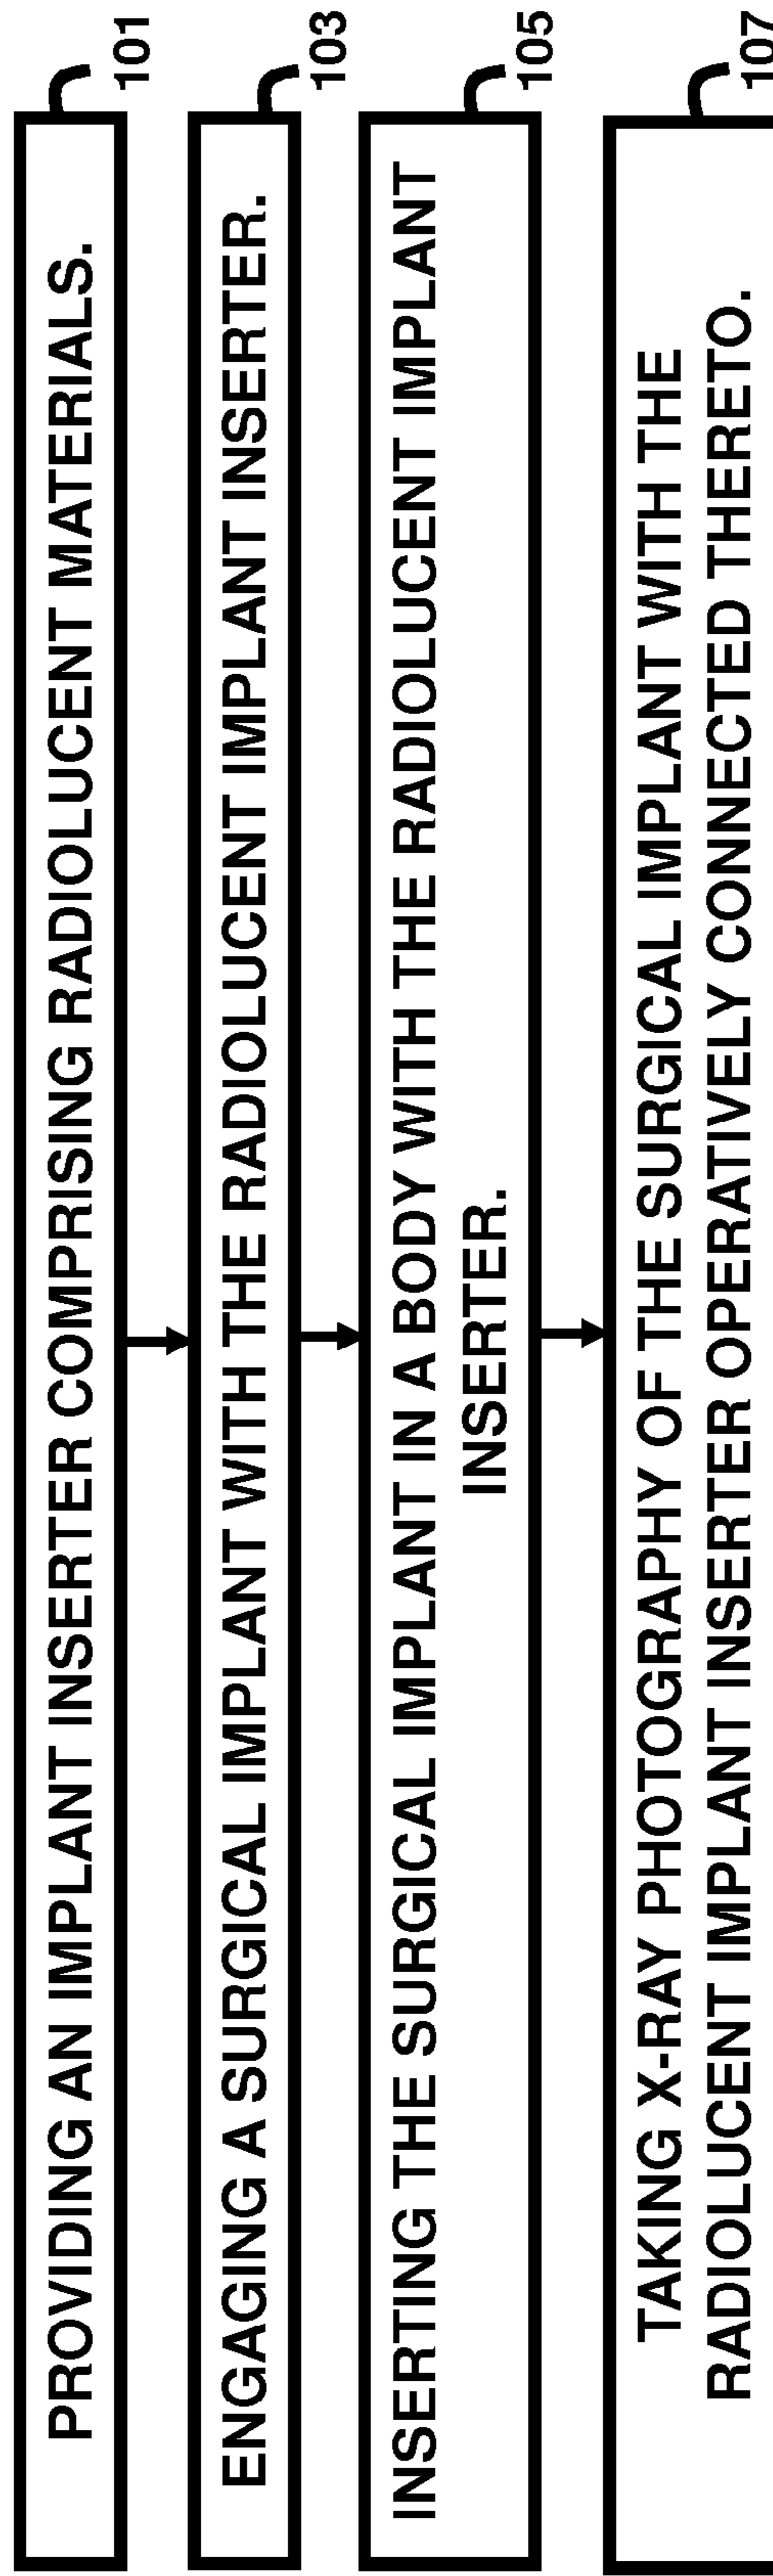 PROVIDING AN IMPLANT INSERTER COMPRISING RADIOLUCENT MATERIALS.
101
ENGAGING A SURGICAL IMPLANT WITH THE RADIOLUCENT IMPLANT INSERTER.
103
INSERTING THE SURGICAL IMPLANT IN A BODY WITH THE RADIOLUCENT IMPLANT
INSERTER.
105
TAKING X-RAY PHOTOGRAPHY OF THE SURGICAL IMPLANT WITH THE
RADIOLUCENT IMPLANT INSERTER OPERATIVELY CONNECTED THERETO.
107